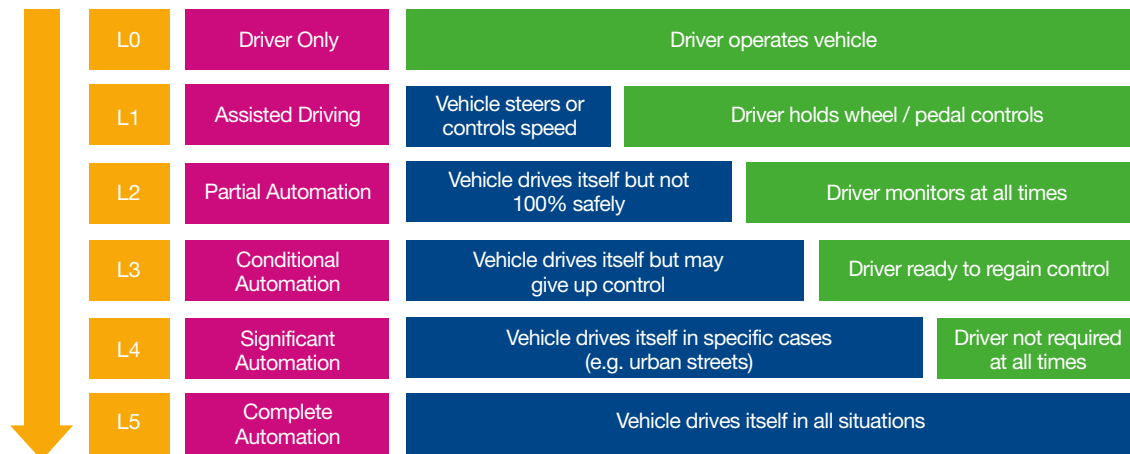 L0
Driver Only
Driver operates vehicle
L1
Assisted Driving
Vehicle steers or
controls speed
Driver holds wheel / pedal controls
L2
Partial Automation
Vehicle drives itself but not
100% safely
Driver monitors at all times
L3
Conditional
Automation
Vehicle drives itself but may
give up control
Driver ready to regain control
L4
Significant
Automation
Vehicle drives itself in specific cases
(e.g. urban streets)
Driver not required
at all times
L5
Complete
Automation
Vehicle drives itself in all situations